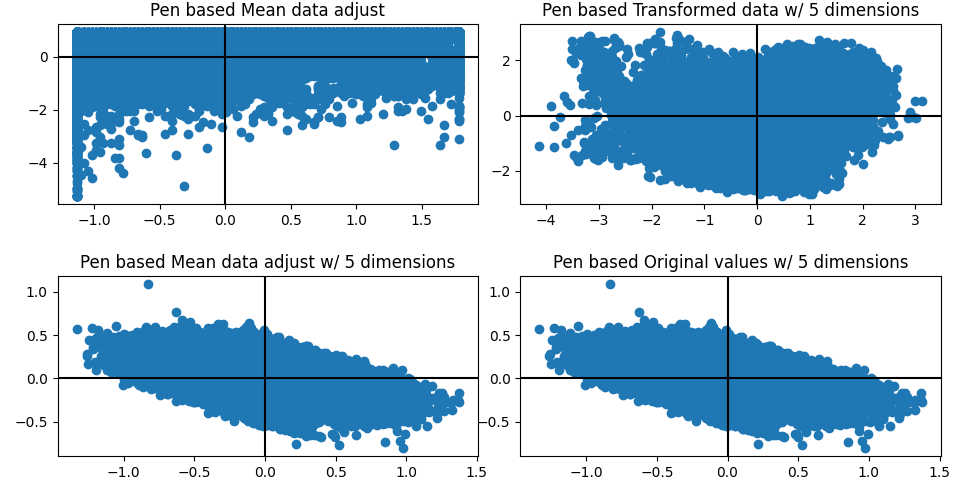 Pen based Mean data adjust
0
−2
−4
−1.0 −0.5 0.0 0.5 1.0 1.5
Pen based Transformed data w/ 5 dimensions
2
0
−2
−4 −3 −2 −1 0 1 2 3
Pen based Mean data adjust w/ 5 dimensions
1.0
0.5
0.0
−0.5
−1.0 −0.5 0.0 0.5 1.0 1.5
Pen based Original values w/ 5 dimensions
1.0
0.5
0.0
−0.5
−1.0 −0.5 0.0 0.5 1.0 1.5